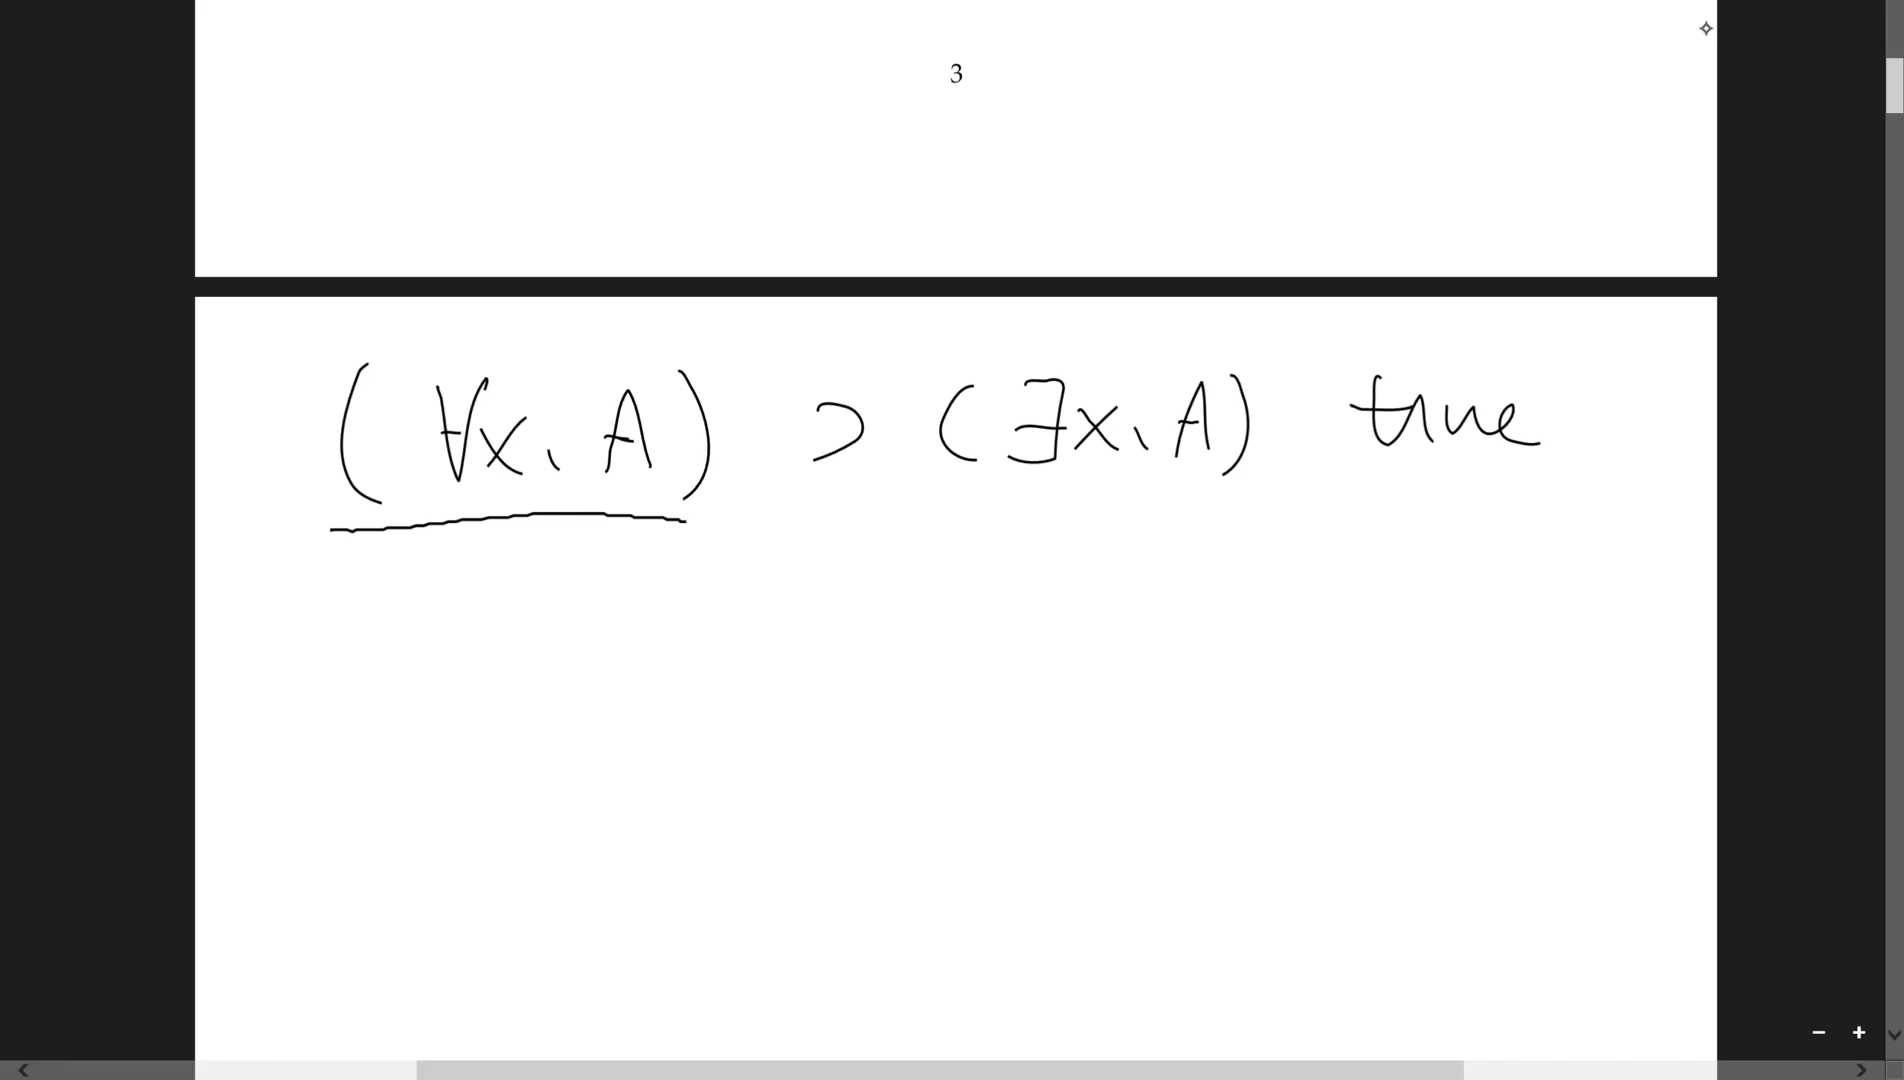 3
(∀x. A) ⊃ (∃x. A) true